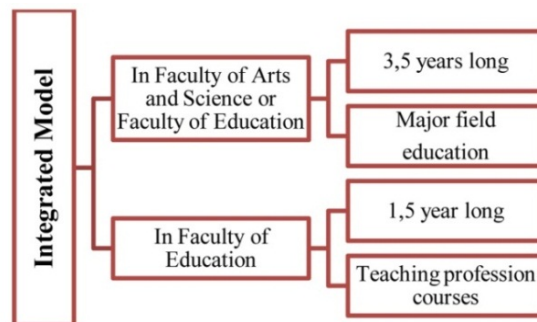 Integrated Model
In Faculty of Arts
and Science or
Faculty of Education
3,5 years long
Major field
education
In Faculty of
Education
1,5 year long
Teaching profession
courses